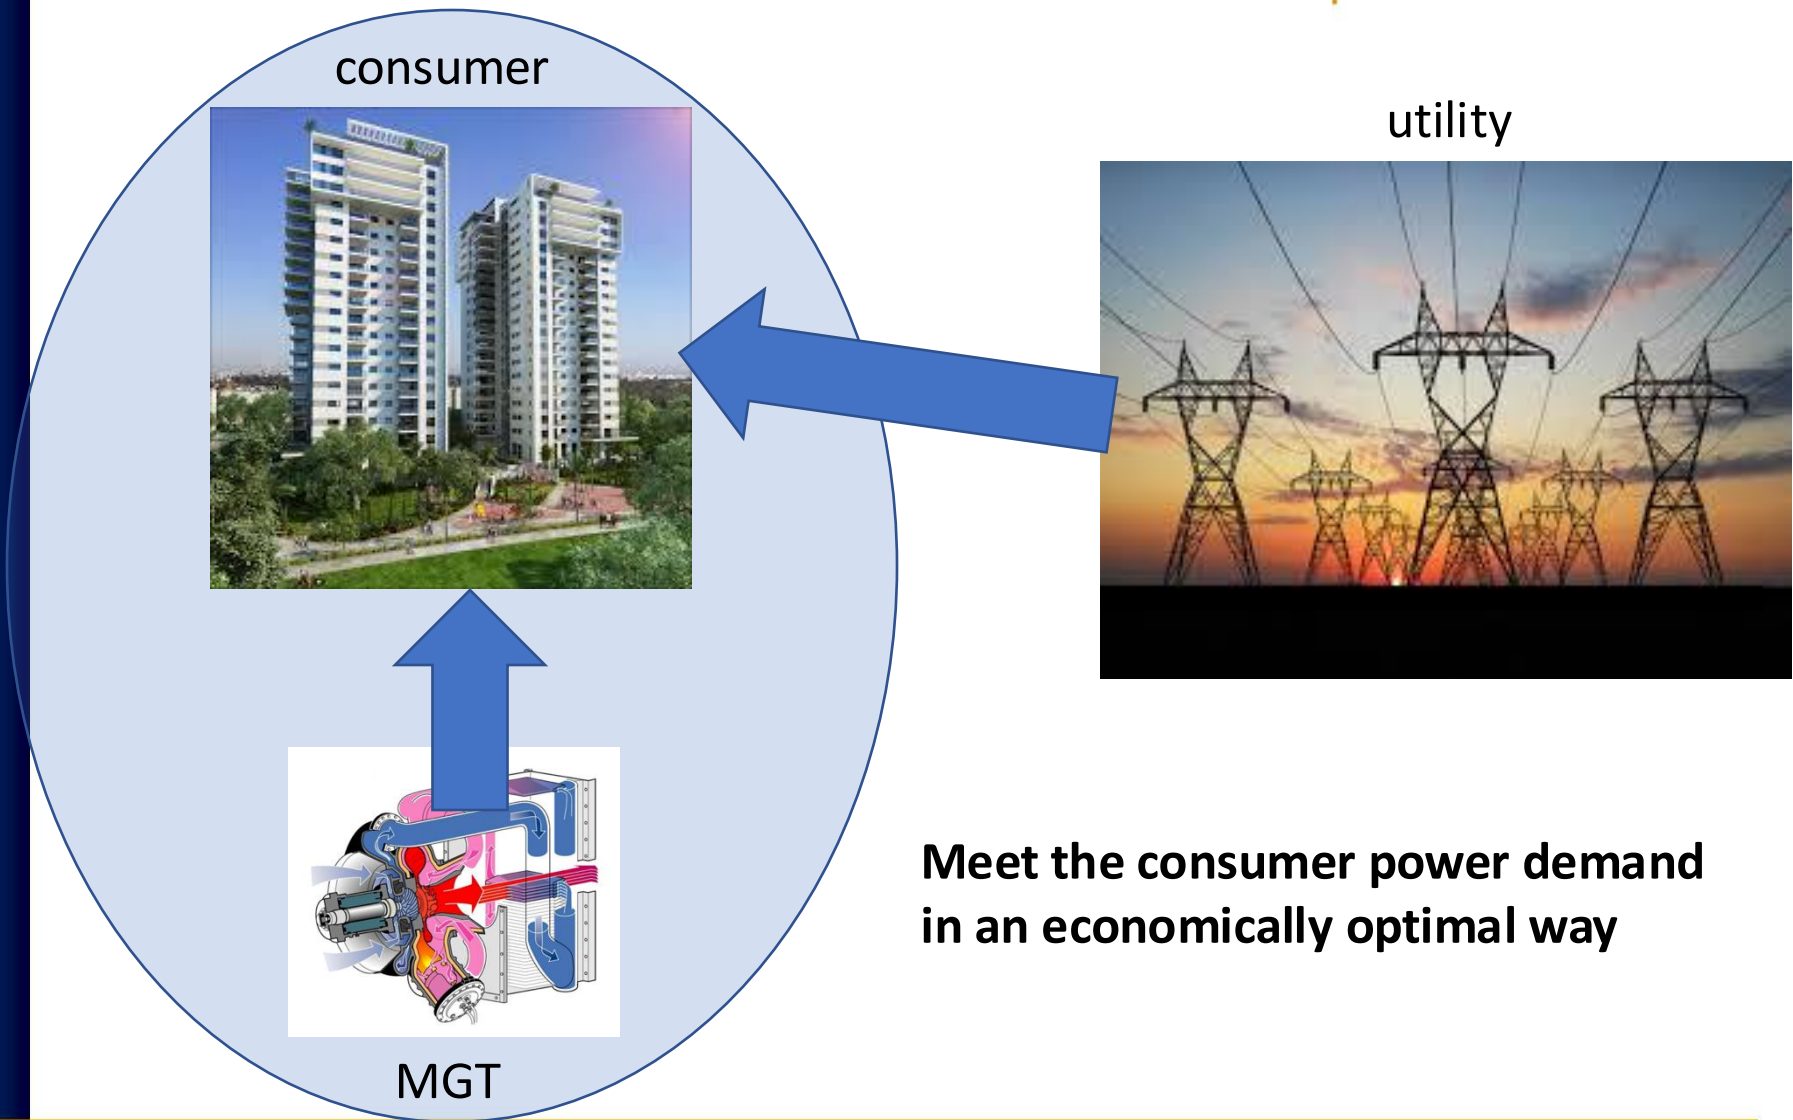 consumer
utility
Meet the consumer power demand
in an economically optimal way
MGT